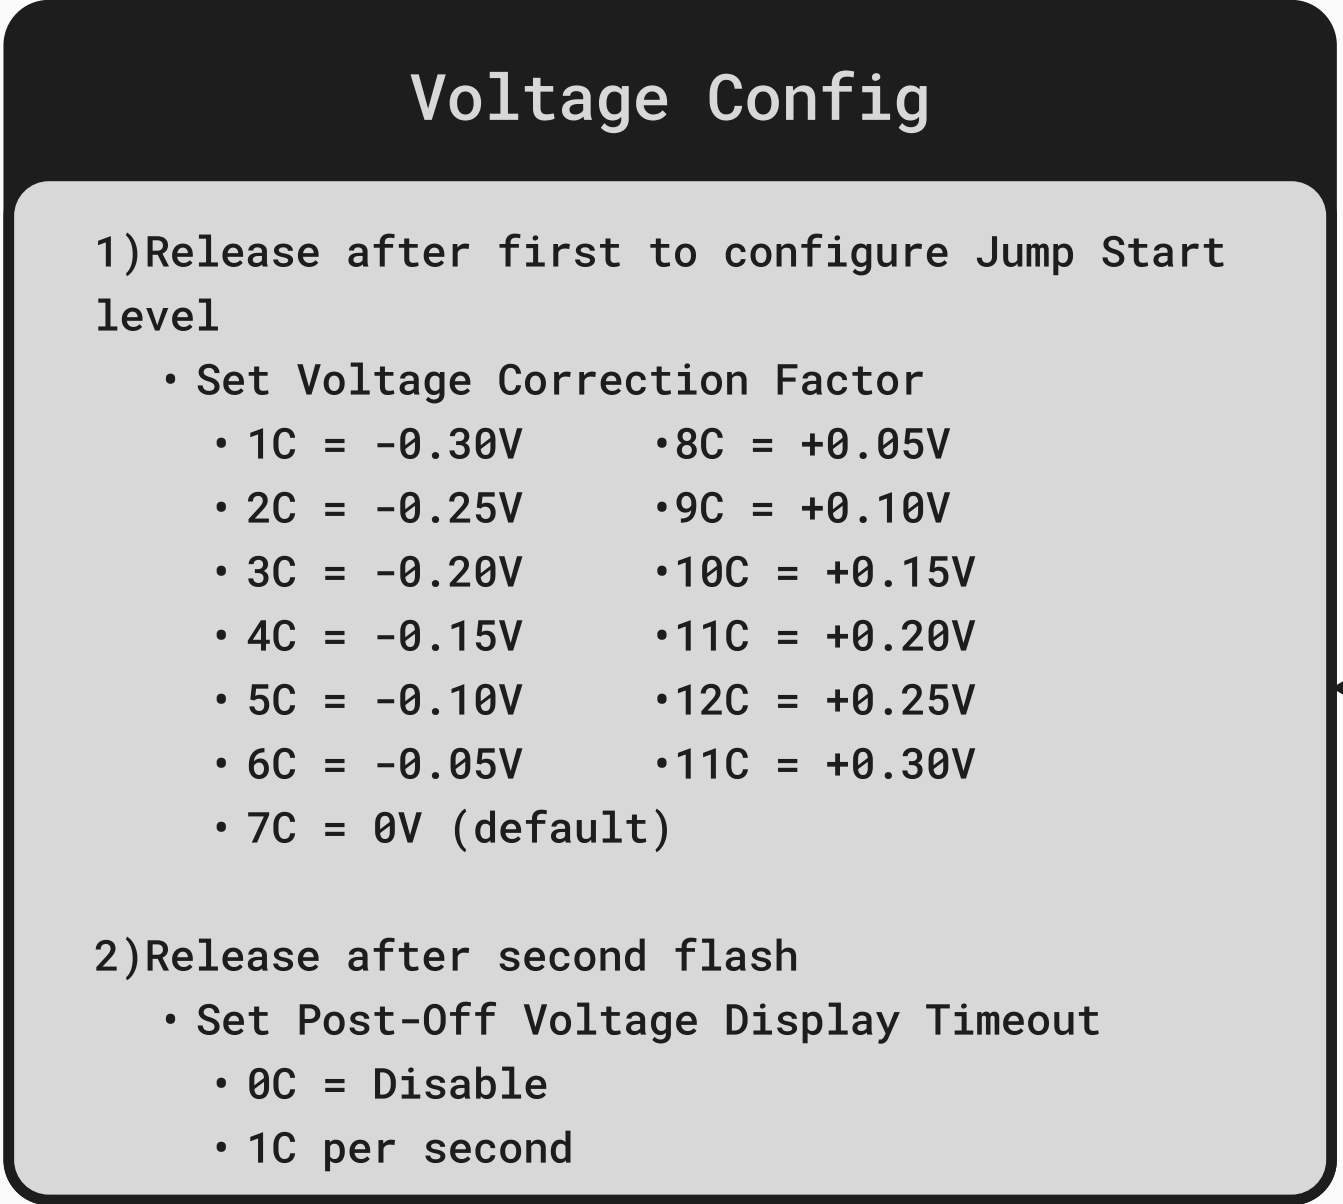 Voltage Config
1)Release after first to configure Jump Start
level
• Set Voltage Correction Factor
• 1C = -0.30V •8C = +0.05V
• 2C = -0.25V •9C = +0.10V
• 3C = -0.20V •10C = +0.15V
• 4C = -0.15V •11C = +0.20V
• 5C = -0.10V •12C = +0.25V
• 6C = -0.05V •11C = +0.30V
• 7C = 0V (default)
2)Release after second flash
• Set Post-Off Voltage Display Timeout
• 0C = Disable
• 1C per second